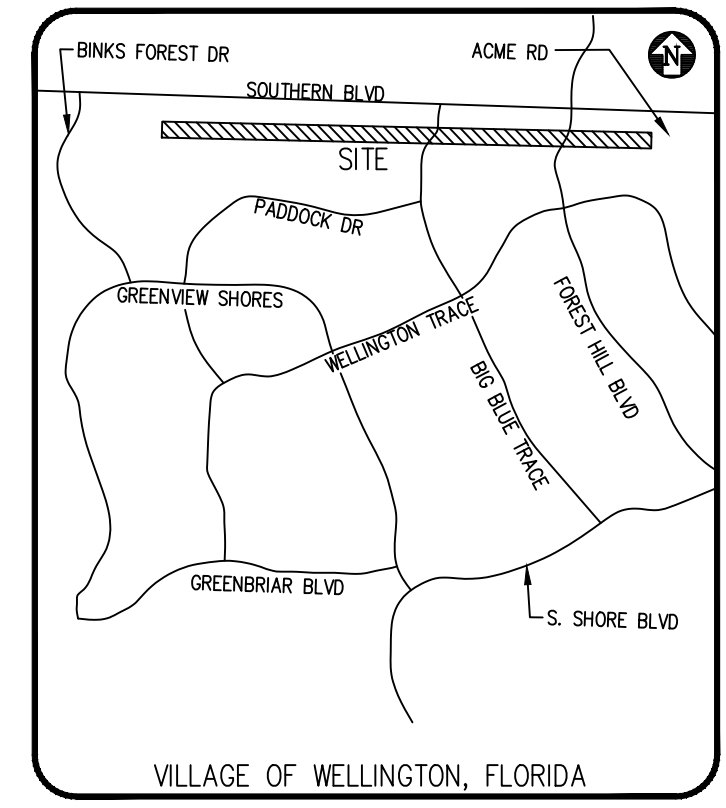 BINKS FOREST DR
ACME RD
N
SOUTHERN BLVD
SITE
PADDOCK DR
GREENVIEW SHORES
WELLINGTON TRACE
FOREST HILL BLVD
BIG BLUE TRACE
GREENBRIAR BLVD
S. SHORE BLVD
VILLAGE OF WELLINGTON, FLORIDA